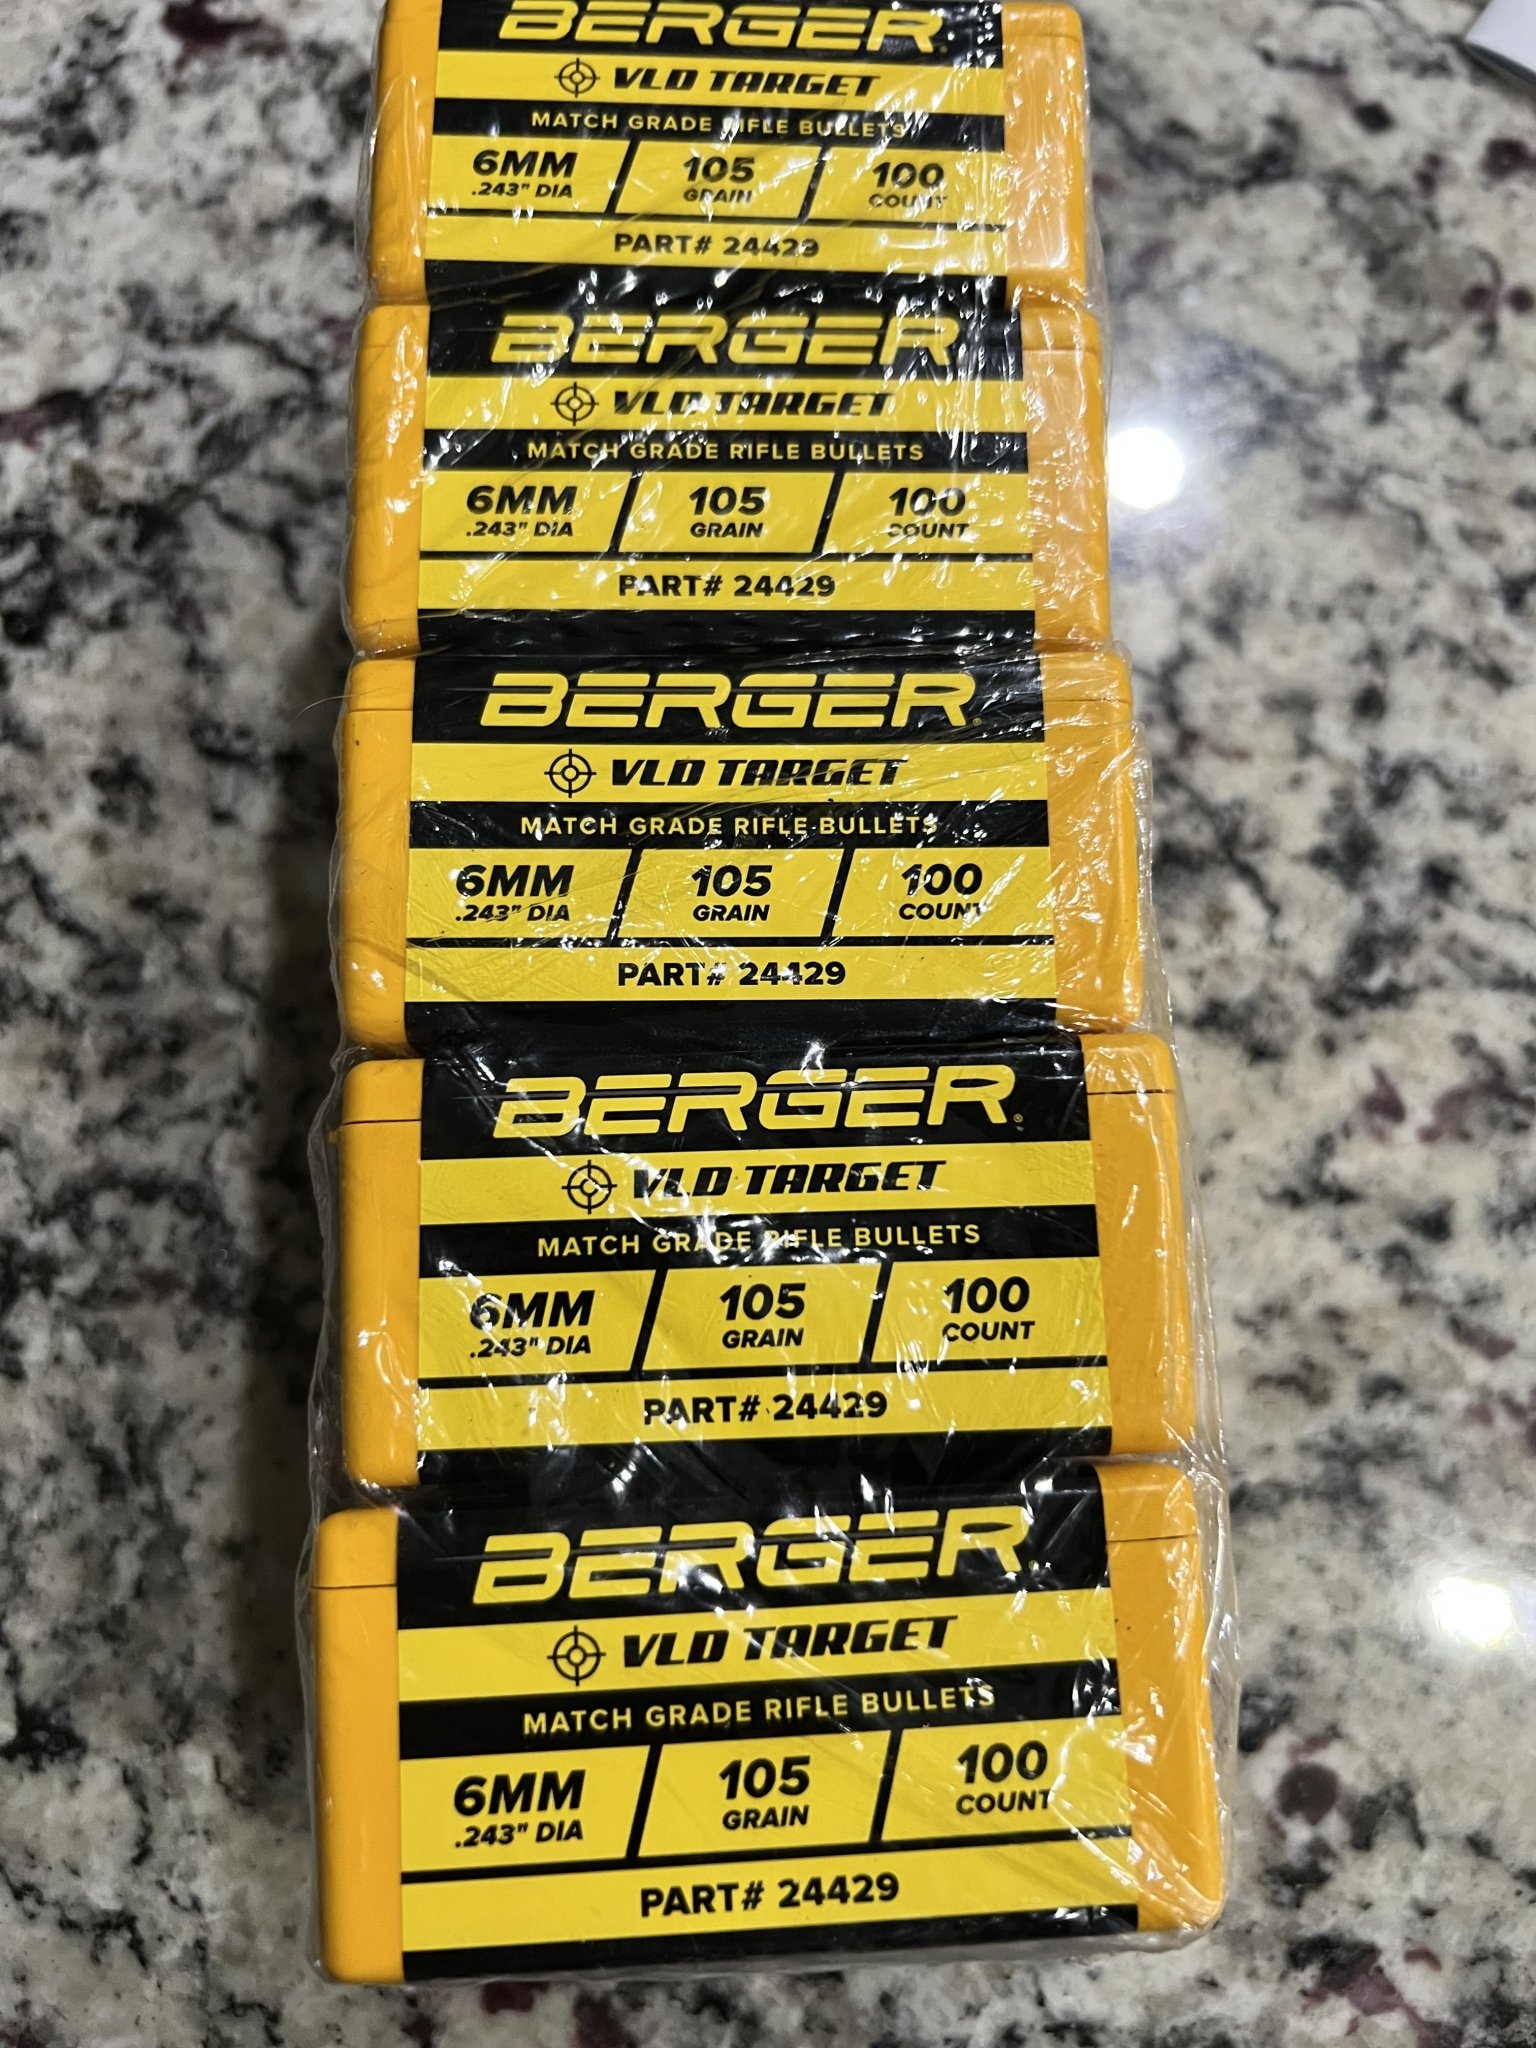 BERGER
VLD TARGET
MATCH GRADE RIFLE BULLETS
6MM 105 100
.243" DIA GRAIN COUNT
PART# 24429
BERGER
VLD TARGET
MATCH GRADE RIFLE BULLETS
6MM 105 100
.243" DIA GRAIN COUNT
PART# 24429
BERGER
VLD TARGET
MATCH GRADE RIFLE BULLETS
6MM 105 100
.243" DIA GRAIN COUNT
PART# 24429
BERGER
VLD TARGET
MATCH GRADE RIFLE BULLETS
6MM 105 100
.243" DIA GRAIN COUNT
PART# 24429
BERGER
VLD TARGET
MATCH GRADE RIFLE BULLETS
6MM 105 100
.243" DIA GRAIN COUNT
PART# 24429